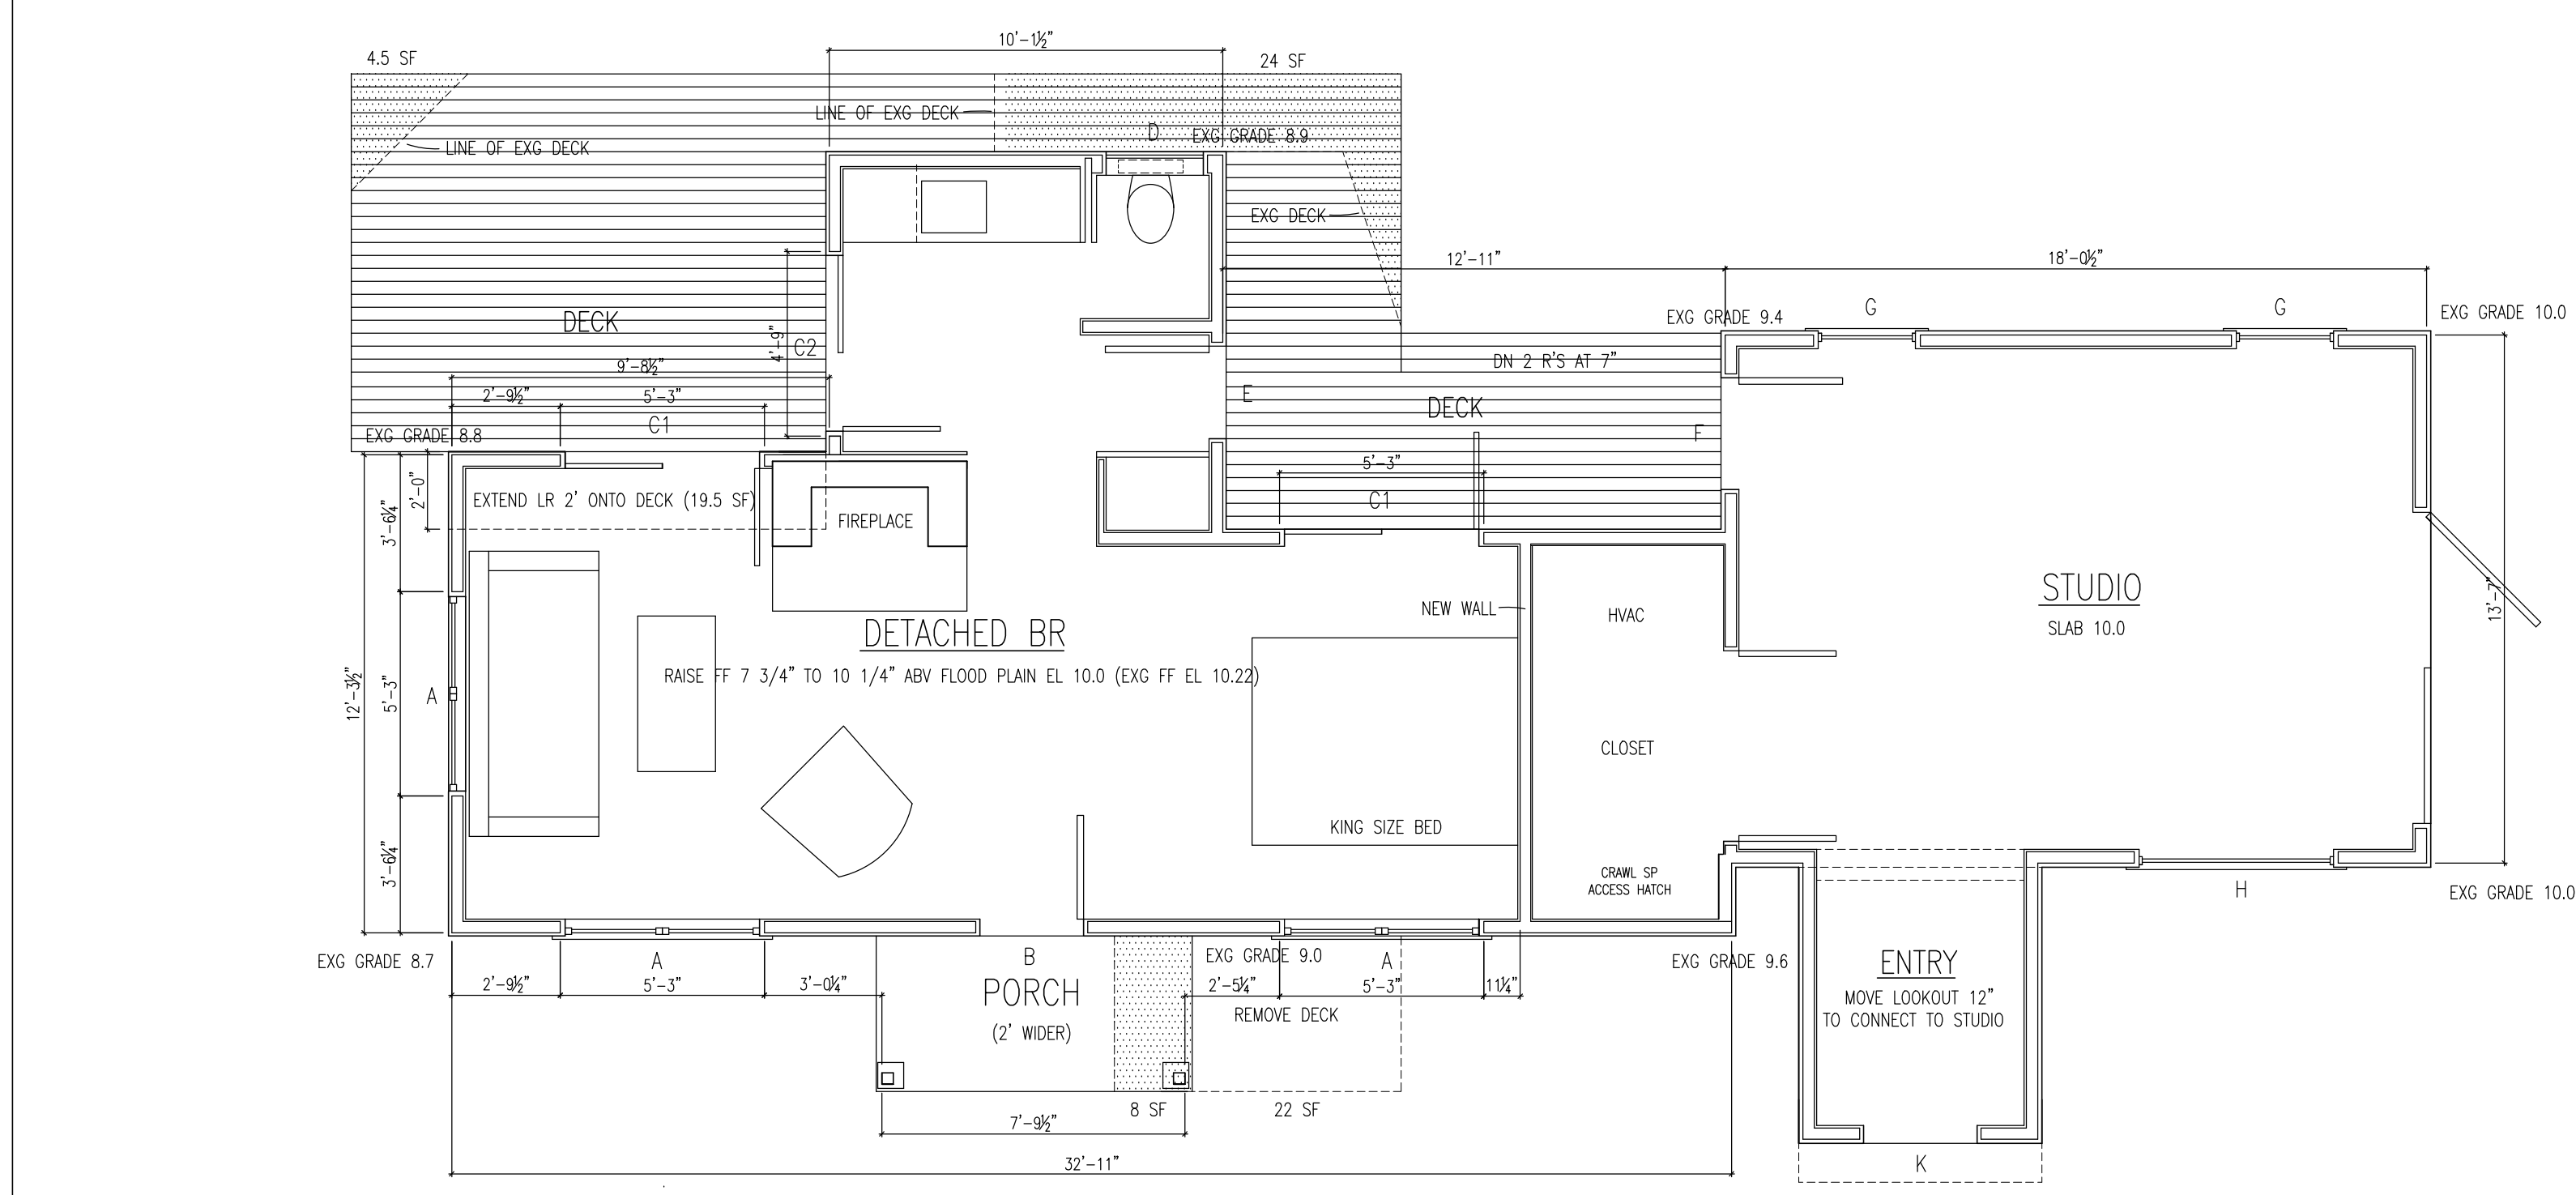 10'-1½"
4.5 SF
24 SF
LINE OF EXG DECK
D
EXG GRADE 8.9
LINE OF EXG DECK
EXG DECK
12'-11"
18'-0½"
EXG GRADE 9.4
G
G
EXG GRADE 10.0
DECK
4'-9"
C2
9'-8½"
DN 2 R'S AT 7"
2'-9½"
5'-3"
E
DECK
C1
F
EXG GRADE 8.8
5'-3"
2'-0"
3'-6¼"
EXTEND LR 2' ONTO DECK (19.5 SF)
C1
FIREPLACE
STUDIO
13'-7"
NEW WALL
HVAC
SLAB 10.0
DETACHED BR
RAISE FF 7 3/4" TO 10 1/4" ABV FLOOD PLAIN EL 10.0 (EXG FF EL 10.22)
12'-3½"
5'-3"
A
CLOSET
KING SIZE BED
3'-6¼"
CRAWL SP
ACCESS HATCH
H
EXG GRADE 10.0
EXG GRADE 8.7
A
B
EXG GRADE 9.0
A
EXG GRADE 9.6
ENTRY
2'-9½"
5'-3"
3'-0¼"
PORCH
2'-5¼"
5'-3"
11¼"
MOVE LOOKOUT 12"
TO CONNECT TO STUDIO
(2' WIDER)
REMOVE DECK
8 SF
22 SF
7'-9½"
32'-11"
K